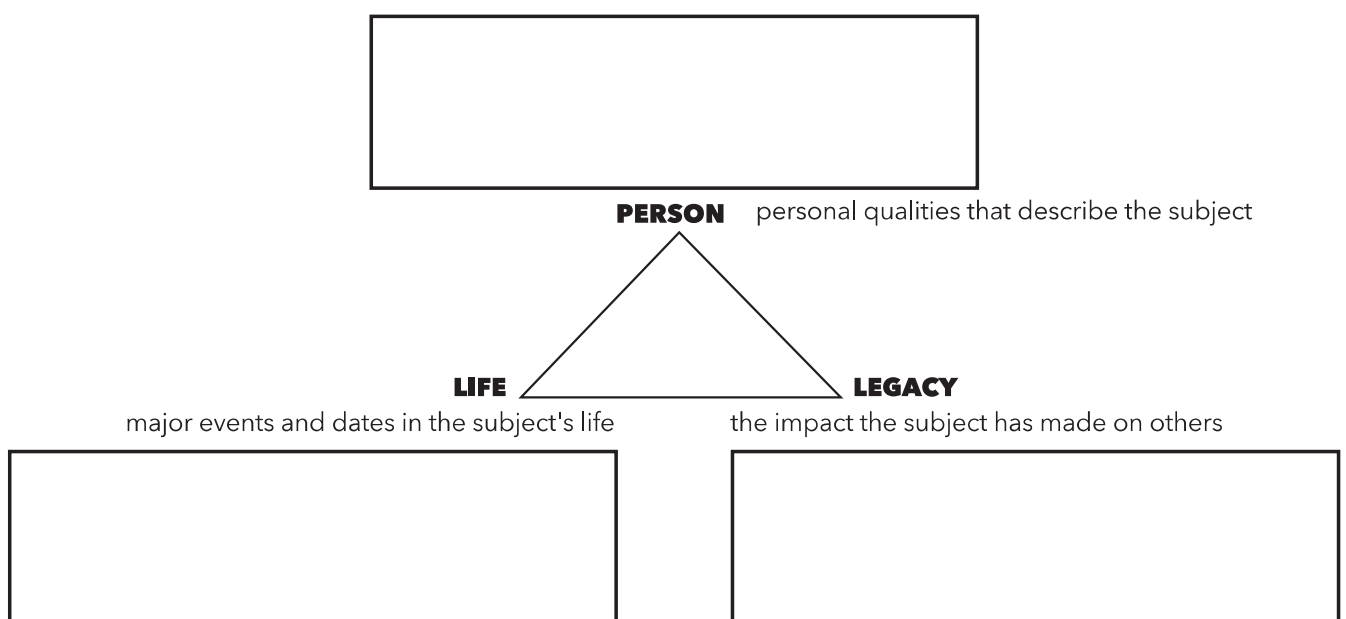 PERSON personal qualities that describe the subject
LIFE LEGACY
major events and dates in the subject's life the impact the subject has made on others